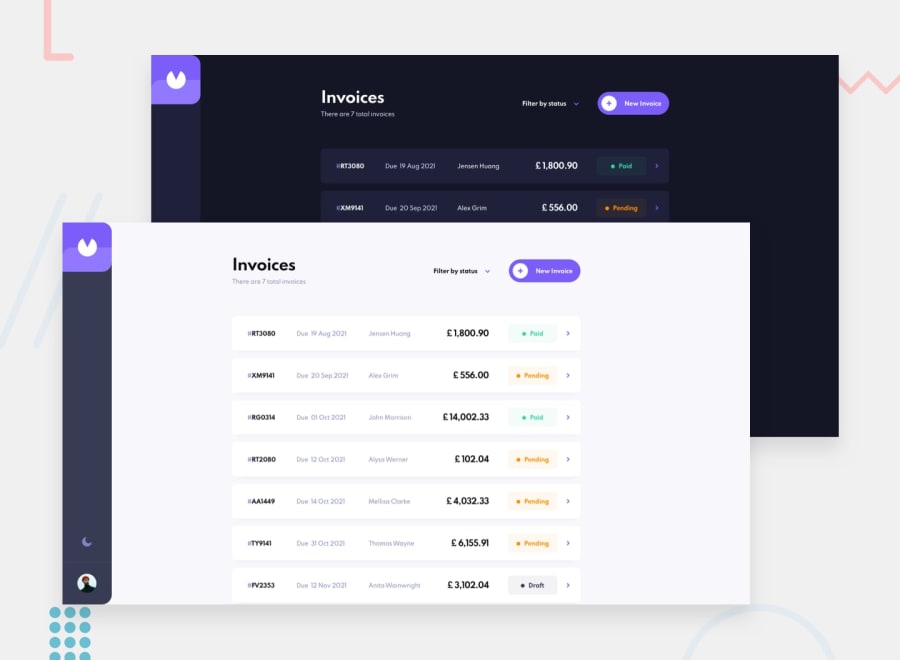 Invoices
There are 7 total invoices
Filter by status
+ New Invoice
#RT3080 Due 19 Aug 2021 Jensen Huang £1,800.90 Paid
#XM9141 Due 20 Sep 2021 Alex Grim £556.00 Pending
Invoices
There are 7 total invoices
Filter by status
+ New Invoice
#RT3080 Due 19 Aug 2021 Jensen Huang £1,800.90 Paid
#XM9141 Due 20 Sep 2021 Alex Grim £556.00 Pending
#RG0314 Due 01 Oct 2021 John Morrison £14,002.33 Paid
#RT2080 Due 12 Oct 2021 Alysa Werner £102.04 Pending
#AA1449 Due 14 Oct 2021 Mellisa Clarke £4,032.33 Pending
#TY9141 Due 31 Oct 2021 Thomas Wayne £6,155.91 Pending
#FV2353 Due 12 Nov 2021 Anita Wainwright £3,102.04 Draft